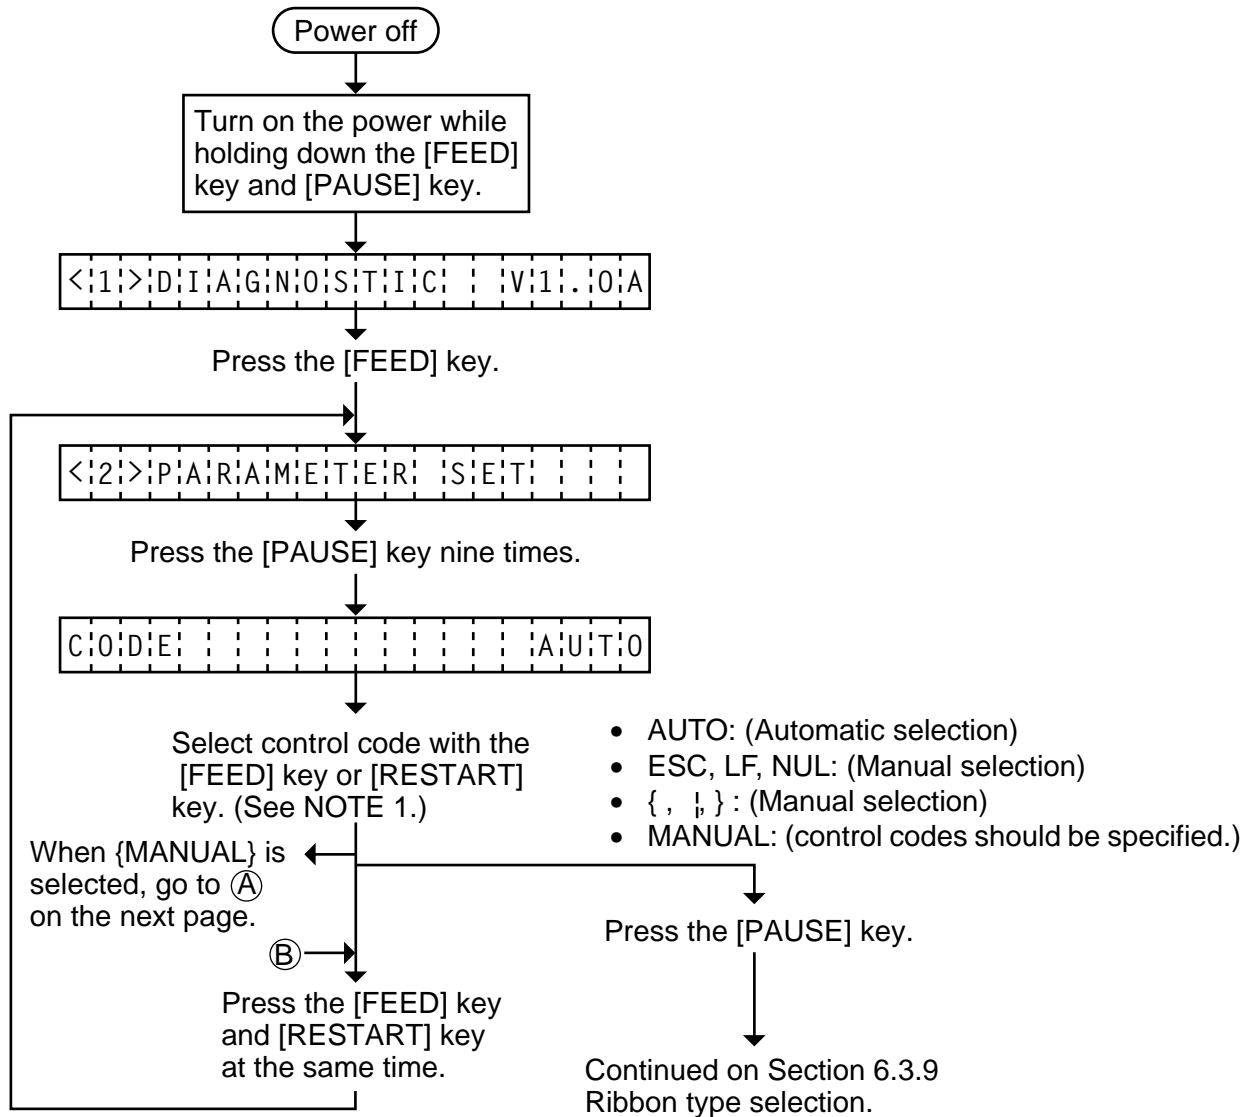 Power off
Turn on the power while
holding down the [FEED]
key and [PAUSE] key.
<1>DIAGNOSTIC  V1.0A
Press the [FEED] key.
<2>PARAMETER SET
Press the [PAUSE] key nine times.
CODE            AUTO
Select control code with the
[FEED] key or [RESTART]
key. (See NOTE 1.)
• AUTO: (Automatic selection)
• ESC, LF, NUL: (Manual selection)
• { , ¦, } : (Manual selection)
• MANUAL: (control codes should be specified.)
When {MANUAL} is
selected, go to Ⓐ
on the next page.
Ⓑ
Press the [FEED] key
and [RESTART] key
at the same time.
Press the [PAUSE] key.
Continued on Section 6.3.9
Ribbon type selection.